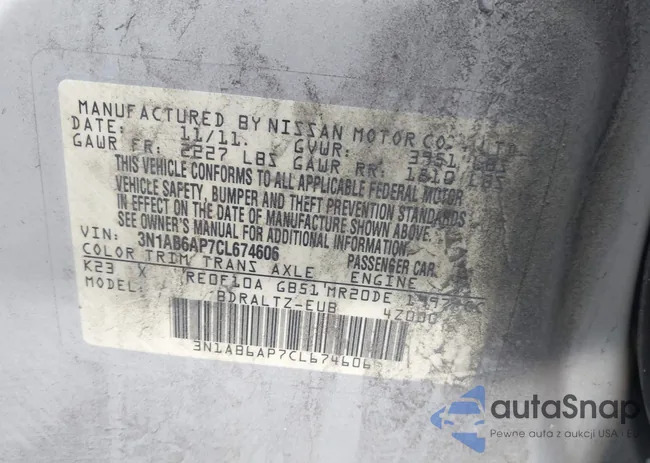 MANUFACTURED BY NISSAN MOTOR CO., LTD.
DATE: 11/11. GVWR: 3951 LBS
GAWR FR: 2227 LBS GAWR RR: 1810 LBS
THIS VEHICLE CONFORMS TO ALL APPLICABLE FEDERAL MOTOR
VEHICLE SAFETY, BUMPER AND THEFT PREVENTION STANDARDS
IN EFFECT ON THE DATE OF MANUFACTURE SHOWN ABOVE.
SEE OWNER'S MANUAL FOR ADDITIONAL INFORMATION.
VIN: 3N1AB6AP7CL674606 PASSENGER CAR
COLOR TRIM TRANS AXLE ENGINE
K23 X RE0F10A GB51 MR20DE
MODEL: BDRALTZ-EUB
3N1AB6AP7CL674606
autaSnap
Pewne auta z aukcji USA